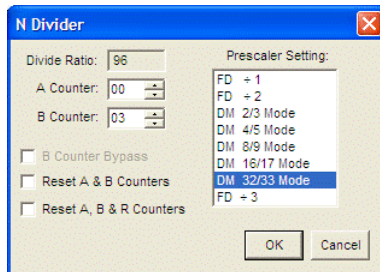 N Divider
Divide Ratio: 96
A Counter: 00
B Counter: 03
B Counter Bypass
Reset A & B Counters
Reset A, B & R Counters
Prescaler Setting:
FD ÷ 1
FD ÷ 2
DM 2/3 Mode
DM 4/5 Mode
DM 8/9 Mode
DM 16/17 Mode
DM 32/33 Mode
FD ÷ 3
OK
Cancel